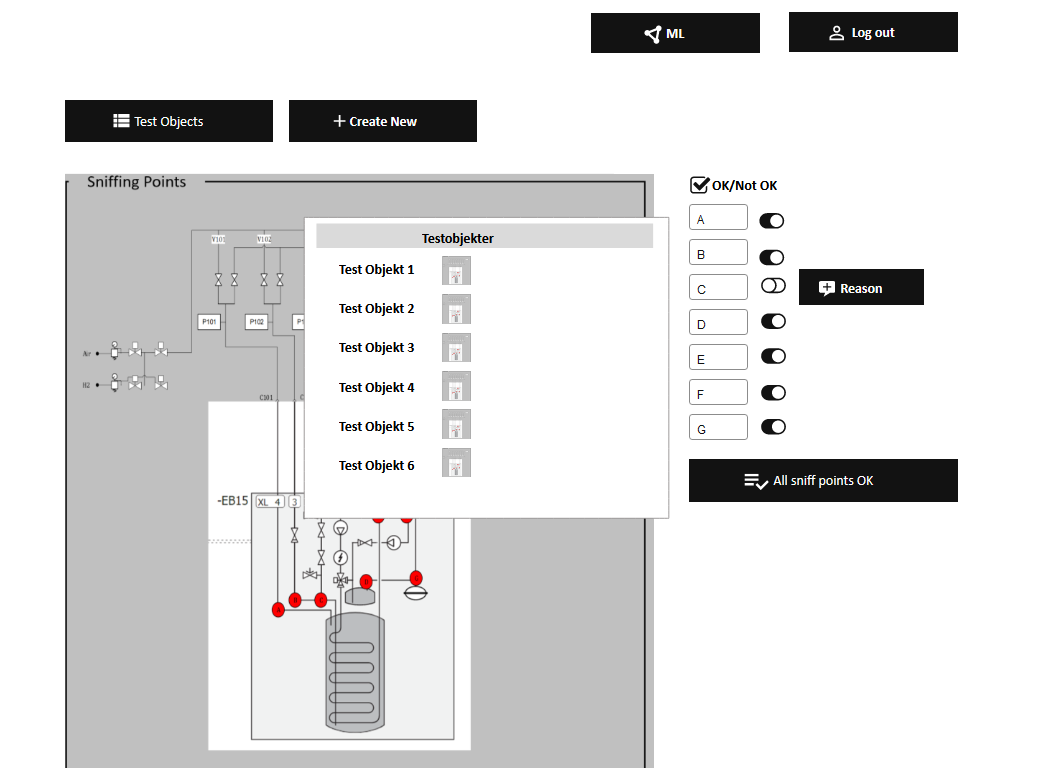 ML
Log out
Test Objects
Create New
Sniffing Points
OK/Not OK
A
B
C
Reason
D
E
F
G
All sniff points OK
Testobjekter
Test Objekt 1
Test Objekt 2
Test Objekt 3
Test Objekt 4
Test Objekt 5
Test Objekt 6
V101
V102
P101
P102
P1
Air
H2
C101
C
-EB15
XL 4
3